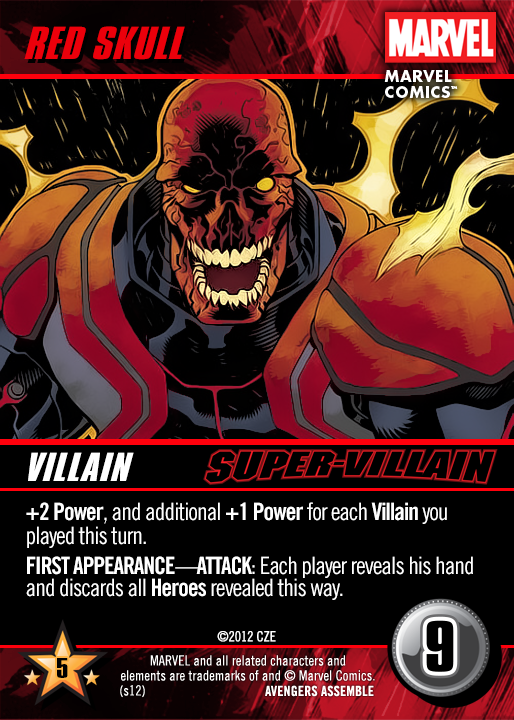 RED SKULL
MARVEL
MARVEL
COMICS™
VILLAIN
SUPER-VILLAIN
+2 Power, and additional +1 Power for each Villain you
played this turn.
FIRST APPEARANCE—ATTACK: Each player reveals his hand
and discards all Heroes revealed this way.
©2012 CZE
5
MARVEL and all related characters and
elements are trademarks of and © Marvel Comics.
(s12)
AVENGERS ASSEMBLE
9